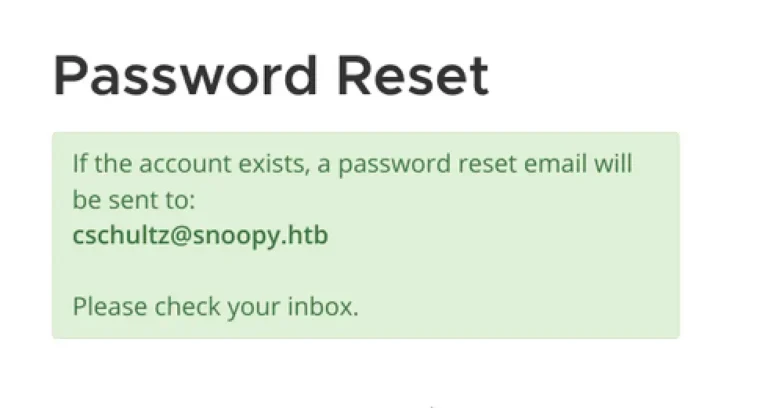 Password Reset
If the account exists, a password reset email will
be sent to:
cschultz@snoopy.htb
Please check your inbox.